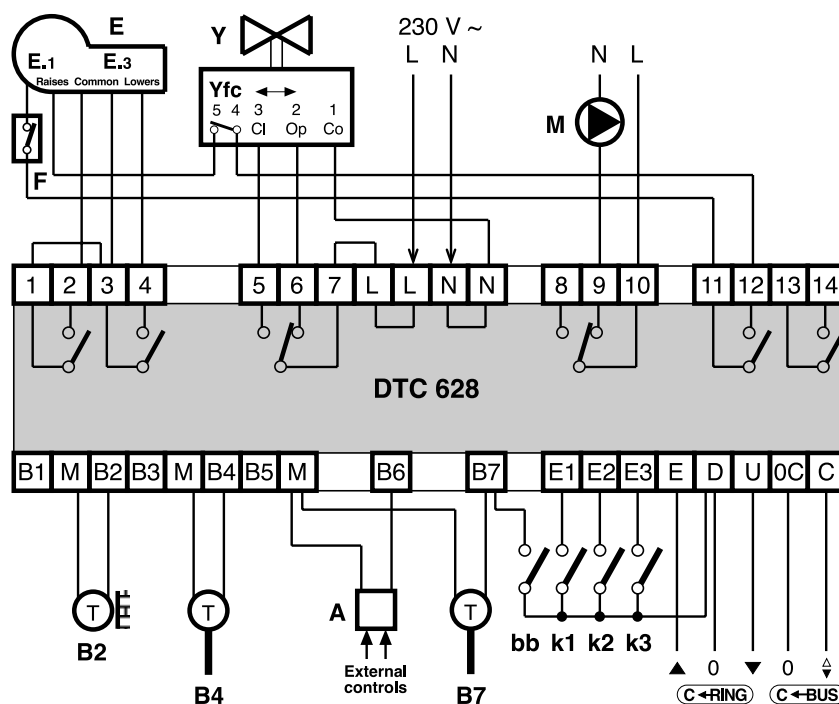 E Y 230 V ~
E.1 E.3 L N N L
Raises Common Lowers
Yfc
5 4 3 2 1
Cl Op Co
M
F
1 2 3 4 5 6 7 L L N N 8 9 10 11 12 13 14
DTC 628
B1 M B2 B3 M B4 B5 M B6 B7 E1 E2 E3 E D U 0C C
T T A T
B2 bb k1 k2 k3
External
controls
0 0
B4 B7 C RING C BUS